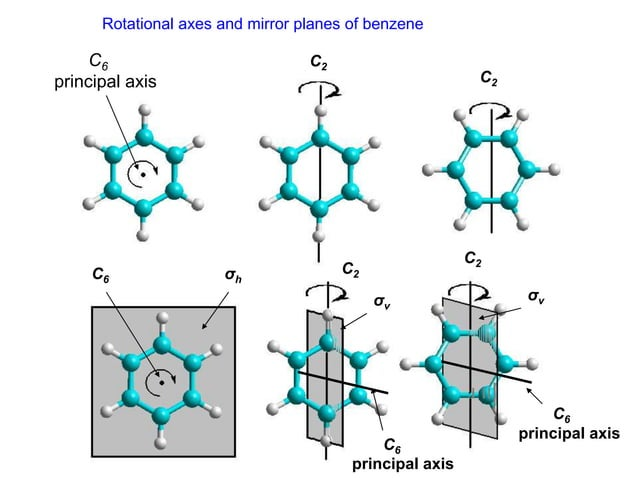 Rotational axes and mirror planes of benzene
C6
principal axis
C2
C2
C6
σh
C2
σv
C6
principal axis
C2
σv
C6
principal axis